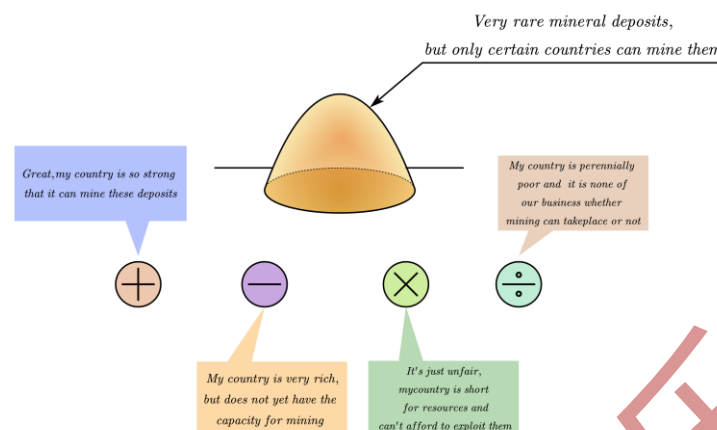 Very rare mineral deposits,
but only certain countries can mine them
Great,my country is so strong
that it can mine these deposits
My country is perennially
poor and it is none of
our business whether
mining can takeplace or not
My country is very rich,
but does not yet have the
capacity for mining
It's just unfair,
mycountry is short
for resources and
can't afford to exploit them